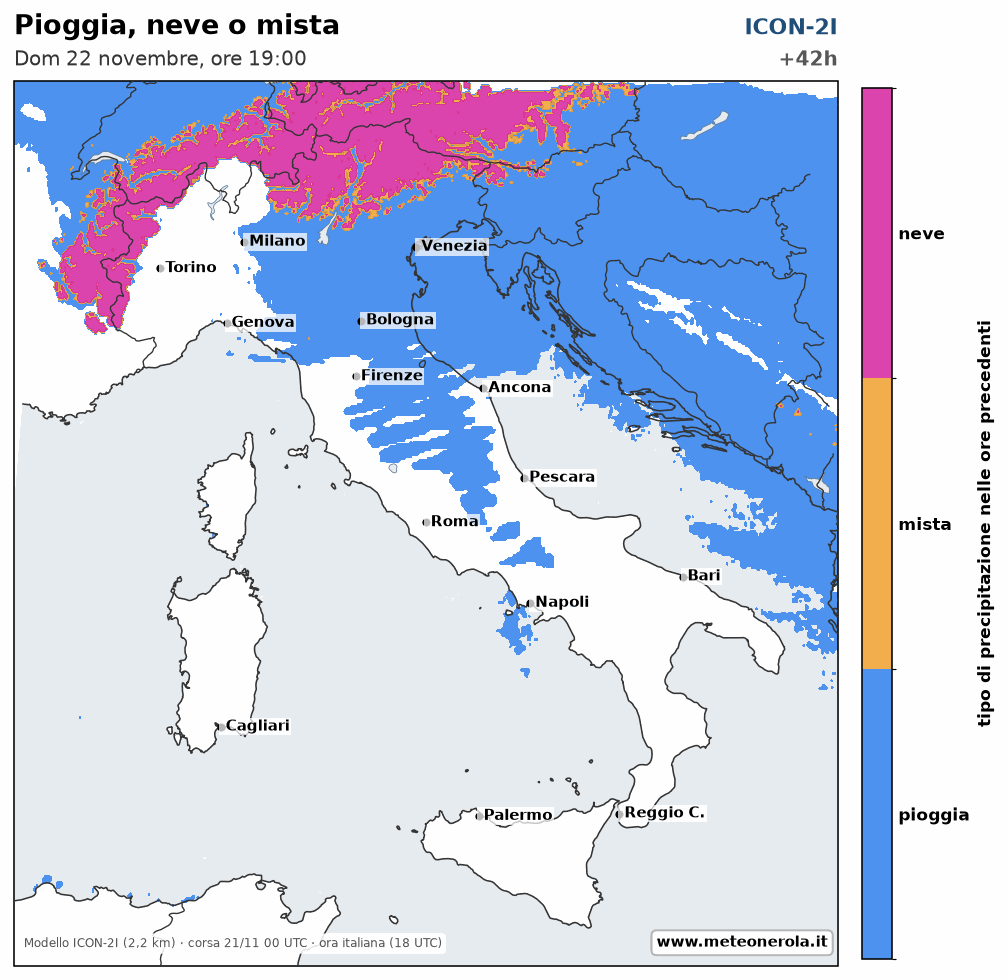 Pioggia, neve o mista
ICON-2I
Dom 22 novembre, ore 19:00
+42h
Milano
Venezia
Torino
Genova
Bologna
Firenze
Ancona
Pescara
Roma
Bari
Napoli
Cagliari
Palermo
Reggio C.
neve
mista
pioggia
tipo di precipitazione nelle ore precedenti
Modello ICON-2I (2,2 km) · corsa 21/11 00 UTC · ora italiana (18 UTC)
www.meteonerola.it